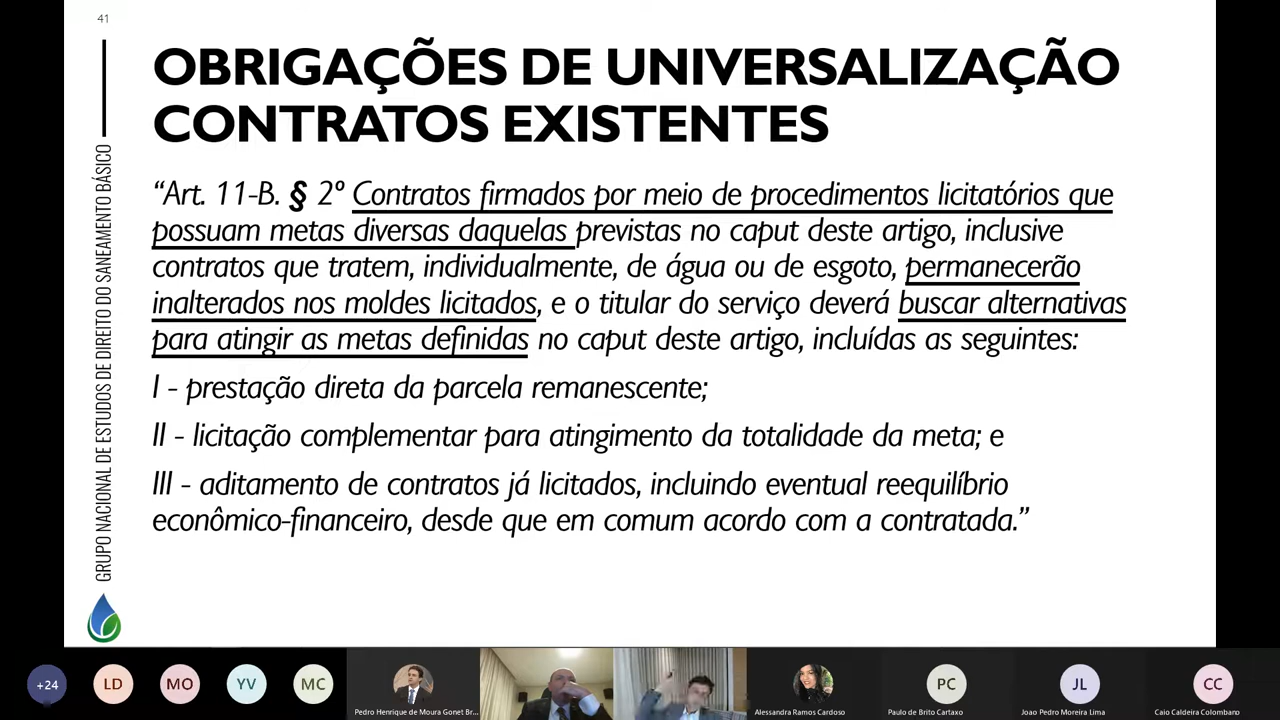 41
OBRIGAÇÕES DE UNIVERSALIZAÇÃO
CONTRATOS EXISTENTES
GRUPO NACIONAL DE ESTUDOS DE DIREITO DO SANEAMENTO BÁSICO
“Art. 11-B. § 2º Contratos firmados por meio de procedimentos licitatórios que
possuam metas diversas daquelas previstas no caput deste artigo, inclusive
contratos que tratem, individualmente, de água ou de esgoto, permanecerão
inalterados nos moldes licitados, e o titular do serviço deverá buscar alternativas
para atingir as metas definidas no caput deste artigo, incluídas as seguintes:
I - prestação direta da parcela remanescente;
II - licitação complementar para atingimento da totalidade da meta; e
III - aditamento de contratos já licitados, incluindo eventual reequilíbrio
econômico-financeiro, desde que em comum acordo com a contratada.”
+24 LD MO YV MC PC JL CC
Pedro Henrique de Moura Gonet Br... Alessandra Ramos Cardoso Paulo de Brito Cartaxo Joao Pedro Moreira Lima Caio Caldeira Colombano